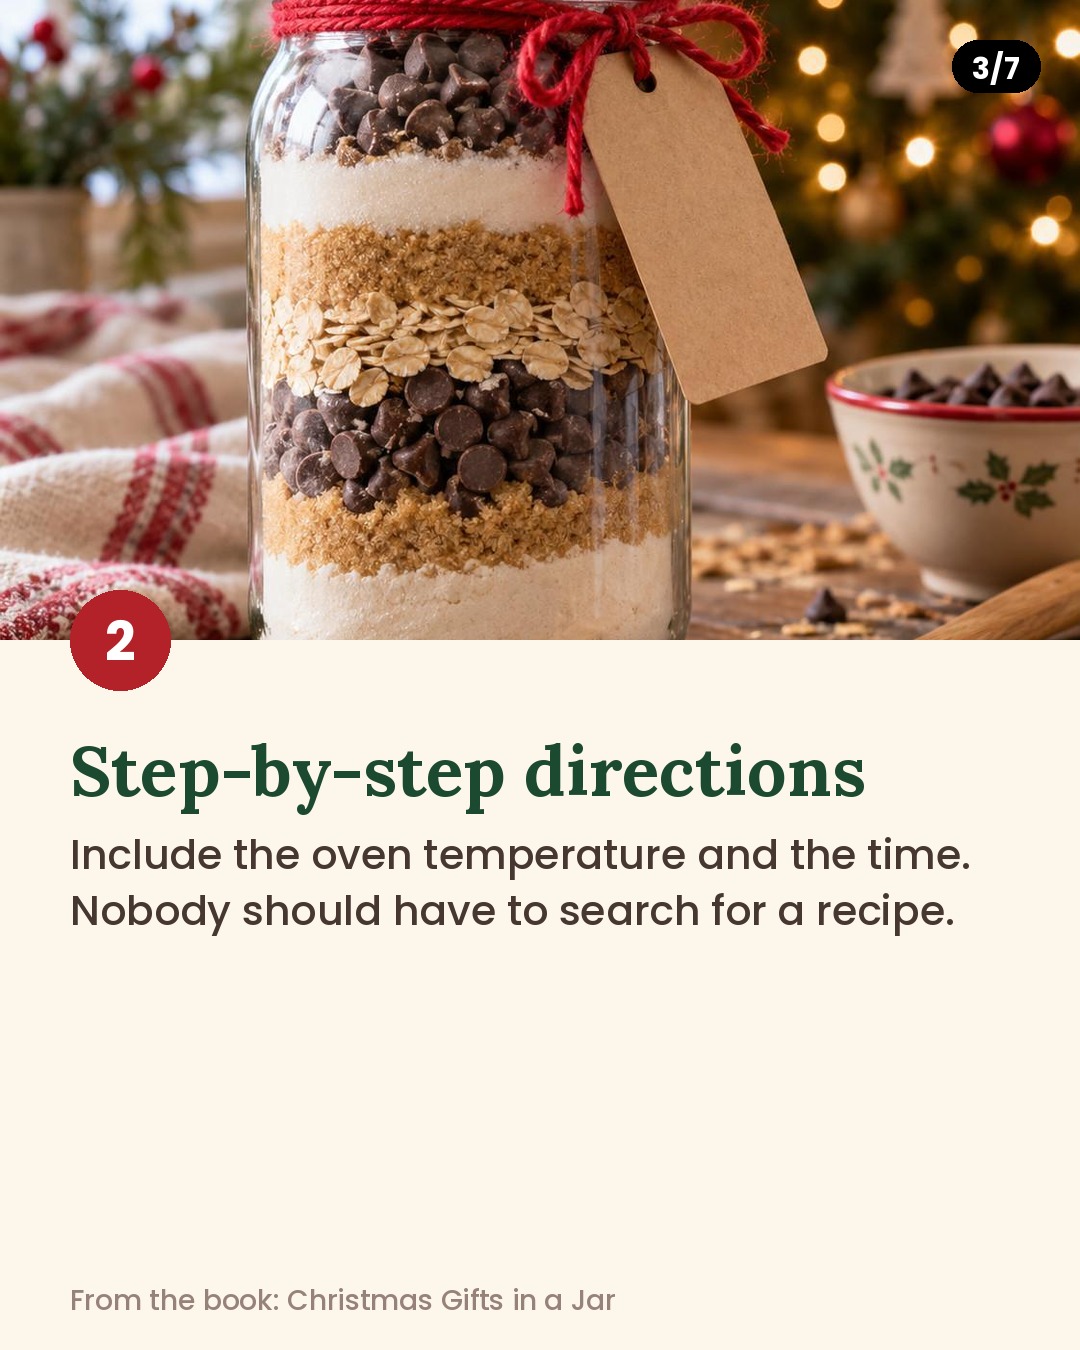 3/7
2
Step-by-step directions
Include the oven temperature and the time.
Nobody should have to search for a recipe.
From the book: Christmas Gifts in a Jar